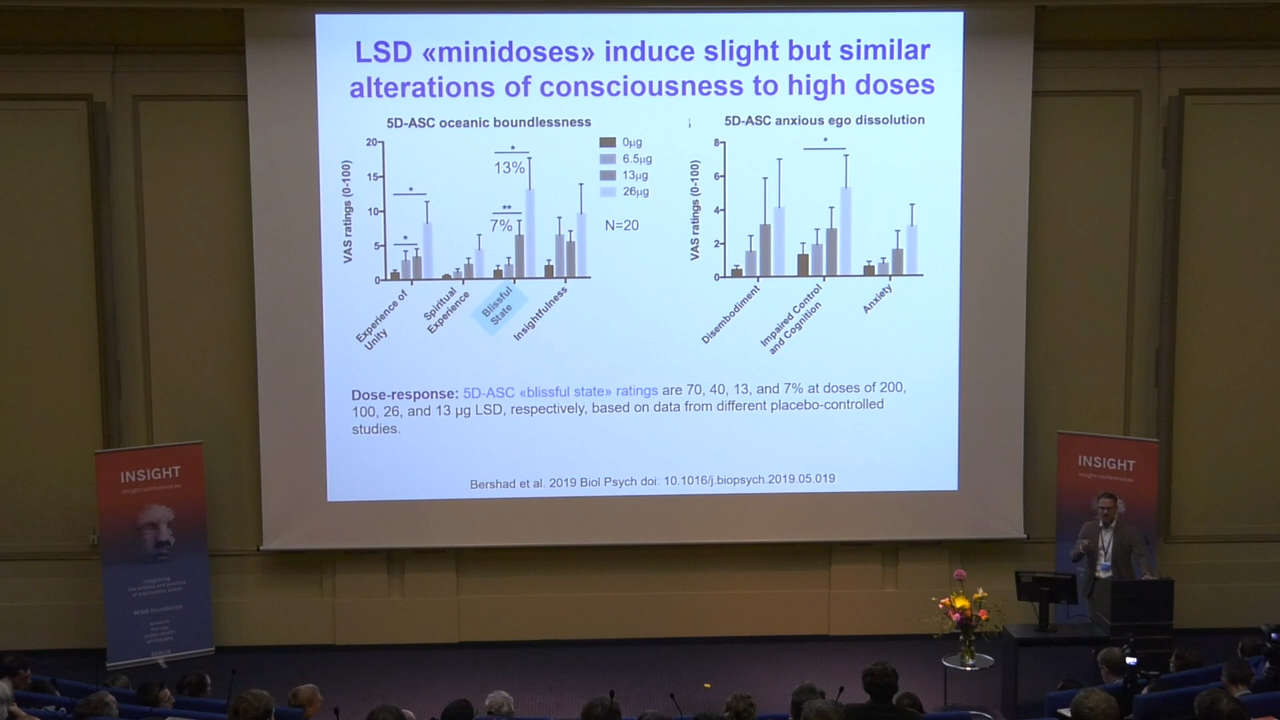 LSD «minidoses» induce slight but similar
alterations of consciousness to high doses
5D-ASC oceanic boundlessness
VAS ratings (0-100)
20
15
10
5
0
*
*
**
7%
*
13%
Experience of
Unity
Spiritual
Experience
Blissful
State
Insightfulness
0µg
6.5µg
13µg
26µg
N=20
5D-ASC anxious ego dissolution
VAS ratings (0-100)
8
6
4
2
0
*
Disembodiment
Impaired Control
and Cognition
Anxiety
Dose-response: 5D-ASC «blissful state» ratings are 70, 40, 13, and 7% at doses of 200,
100, 26, and 13 µg LSD, respectively, based on data from different placebo-controlled
studies.
Bershad et al. 2019 Biol Psych doi: 10.1016/j.biopsych.2019.05.019
INSIGHT
INSIGHT